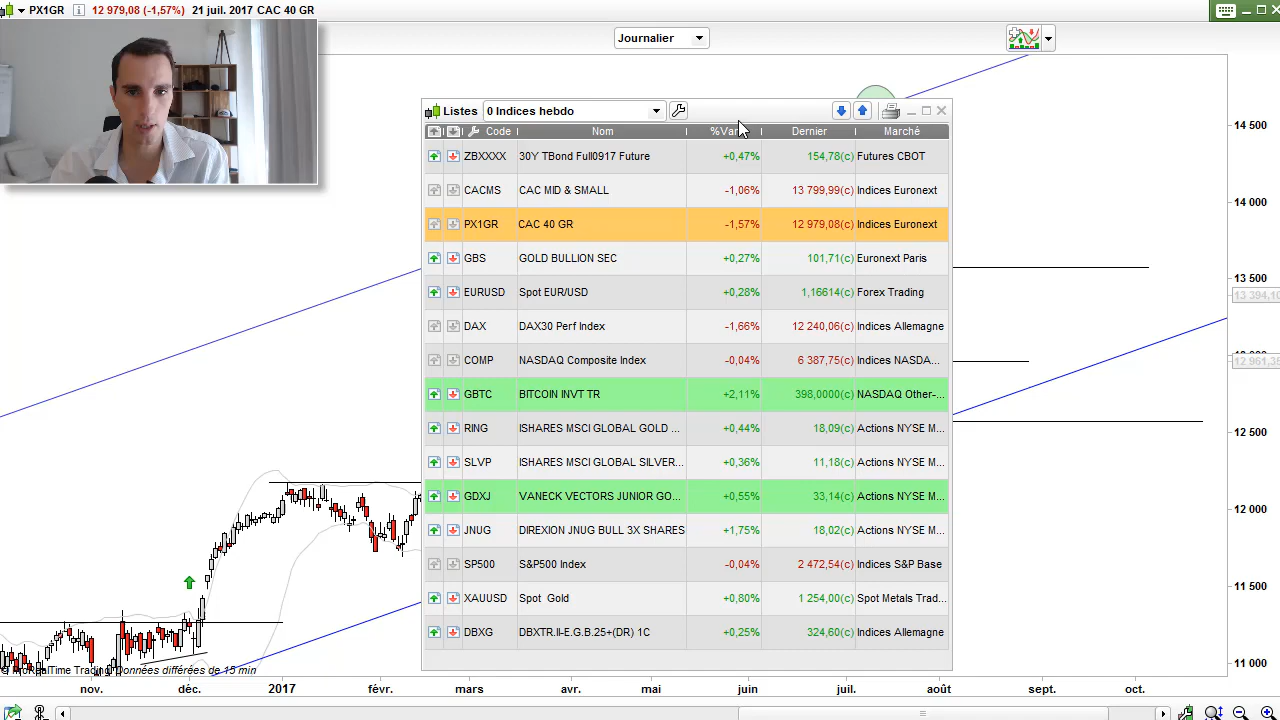 PX1GR 12 979,08 (-1,57%) 21 juil. 2017 CAC 40 GR
Journalier
Listes 0 Indices hebdo
Code Nom %Var Dernier Marché
ZBXXXX 30Y TBond Full0917 Future +0,47% 154,78(c) Futures CBOT
CACMS CAC MID & SMALL -1,06% 13 799,99(c) Indices Euronext
PX1GR CAC 40 GR -1,57% 12 979,08(c) Indices Euronext
GBS GOLD BULLION SEC +0,27% 101,71(c) Euronext Paris
EURUSD Spot EUR/USD +0,28% 1,16614(c) Forex Trading
DAX DAX30 Perf Index -1,66% 12 240,06(c) Indices Allemagne
COMP NASDAQ Composite Index -0,04% 6 387,75(c) Indices NASDA...
GBTC BITCOIN INVT TR +2,11% 398,0000(c) NASDAQ Other-...
RING ISHARES MSCI GLOBAL GOLD ... +0,44% 18,09(c) Actions NYSE M...
SLVP ISHARES MSCI GLOBAL SILVER... +0,36% 11,18(c) Actions NYSE M...
GDXJ VANECK VECTORS JUNIOR GO... +0,55% 33,14(c) Actions NYSE M...
JNUG DIREXION JNUG BULL 3X SHARES +1,75% 18,02(c) Actions NYSE M...
SP500 S&P500 Index -0,04% 2 472,54(c) Indices S&P Base
XAUUSD Spot Gold +0,80% 1 254,00(c) Spot Metals Trad...
DBXG DBXTR.II-E.G.B.25+(DR) 1C +0,25% 324,60(c) Indices Allemagne
14 500
14 000
13 500
13 394,10
12 961,35
12 500
12 000
11 500
11 000
© ProRealTime Trading Données différées de 15 min
nov. déc. 2017 févr. mars avr. mai juin juil. août sept. oct.